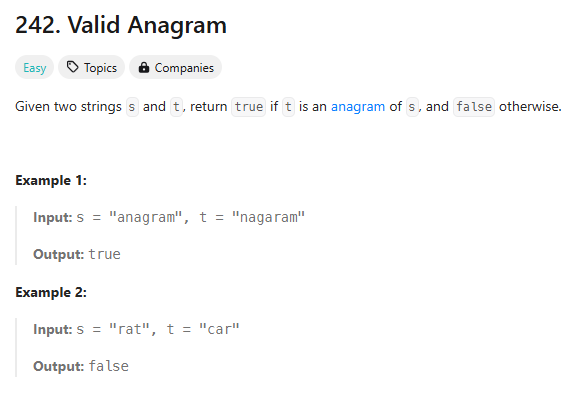 242. Valid Anagram
Easy Topics Companies
Given two strings s and t, return true if t is an anagram of s, and false otherwise.
Example 1:
Input: s = "anagram", t = "nagaram"
Output: true
Example 2:
Input: s = "rat", t = "car"
Output: false